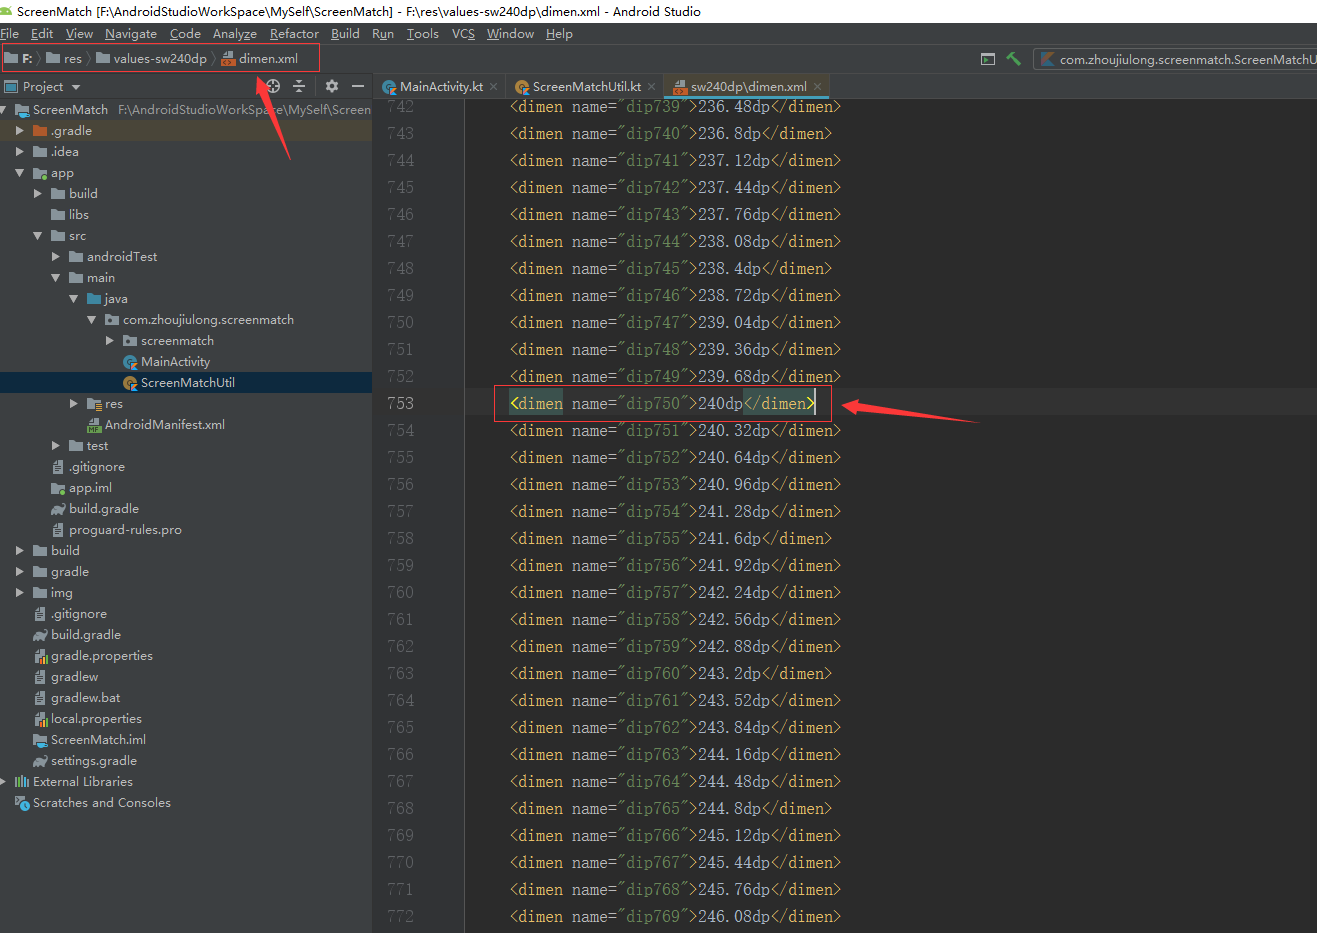 ScreenMatch [F:\AndroidStudioWorkSpace\MySelf\ScreenMatch] - F:\res\values-sw240dp\dimen.xml - Android Studio
File Edit View Navigate Code Analyze Refactor Build Run Tools VCS Window Help
F: res values-sw240dp dimen.xml
com.zhoujiulong.screenmatch.ScreenMatchU
Project
MainActivity.kt ScreenMatchUtil.kt sw240dp\dimen.xml
ScreenMatch F:\AndroidStudioWorkSpace\MySelf\Screen
.gradle
.idea
app
build
libs
src
androidTest
main
java
com.zhoujiulong.screenmatch
screenmatch
MainActivity
ScreenMatchUtil
res
AndroidManifest.xml
test
.gitignore
app.iml
build.gradle
proguard-rules.pro
build
gradle
img
.gitignore
build.gradle
gradle.properties
gradlew
gradlew.bat
local.properties
ScreenMatch.iml
settings.gradle
External Libraries
Scratches and Consoles
742 <dimen name="dip739">236.48dp</dimen>
743 <dimen name="dip740">236.8dp</dimen>
744 <dimen name="dip741">237.12dp</dimen>
745 <dimen name="dip742">237.44dp</dimen>
746 <dimen name="dip743">237.76dp</dimen>
747 <dimen name="dip744">238.08dp</dimen>
748 <dimen name="dip745">238.4dp</dimen>
749 <dimen name="dip746">238.72dp</dimen>
750 <dimen name="dip747">239.04dp</dimen>
751 <dimen name="dip748">239.36dp</dimen>
752 <dimen name="dip749">239.68dp</dimen>
753 <dimen name="dip750">240dp</dimen>
754 <dimen name="dip751">240.32dp</dimen>
755 <dimen name="dip752">240.64dp</dimen>
756 <dimen name="dip753">240.96dp</dimen>
757 <dimen name="dip754">241.28dp</dimen>
758 <dimen name="dip755">241.6dp</dimen>
759 <dimen name="dip756">241.92dp</dimen>
760 <dimen name="dip757">242.24dp</dimen>
761 <dimen name="dip758">242.56dp</dimen>
762 <dimen name="dip759">242.88dp</dimen>
763 <dimen name="dip760">243.2dp</dimen>
764 <dimen name="dip761">243.52dp</dimen>
765 <dimen name="dip762">243.84dp</dimen>
766 <dimen name="dip763">244.16dp</dimen>
767 <dimen name="dip764">244.48dp</dimen>
768 <dimen name="dip765">244.8dp</dimen>
769 <dimen name="dip766">245.12dp</dimen>
770 <dimen name="dip767">245.44dp</dimen>
771 <dimen name="dip768">245.76dp</dimen>
772 <dimen name="dip769">246.08dp</dimen>